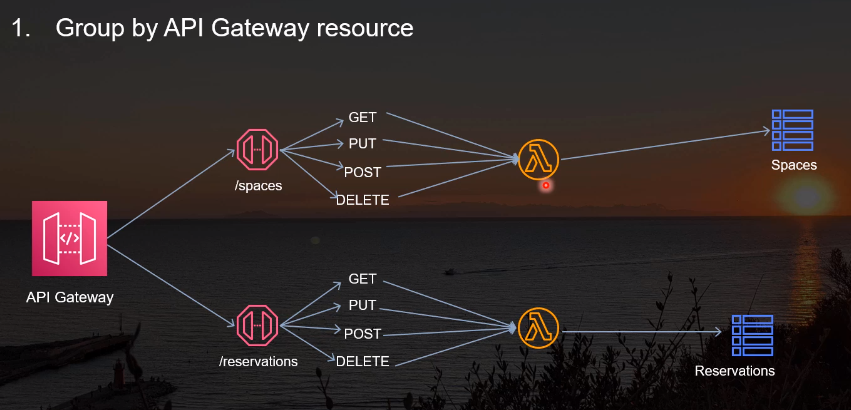 1. Group by API Gateway resource
GET
PUT
POST
DELETE
/spaces
Spaces
</>
API Gateway
GET
PUT
POST
DELETE
/reservations
Reservations